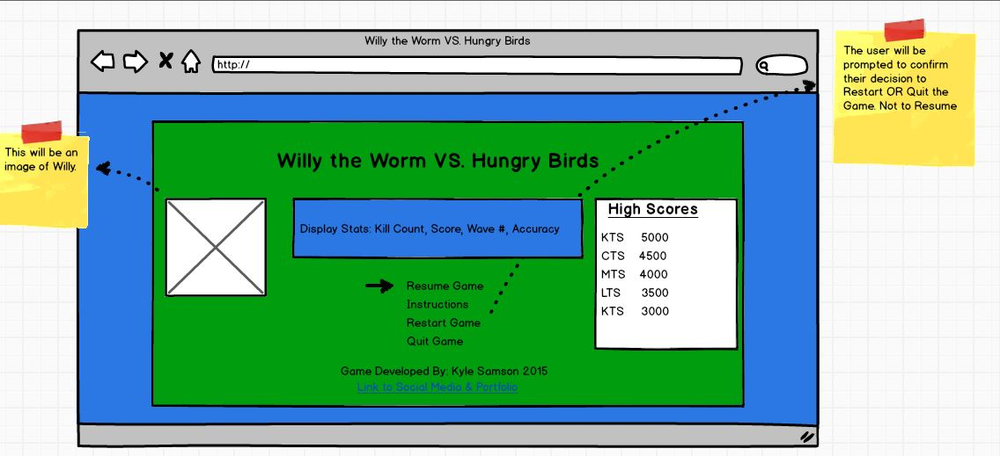 Willy the Worm VS. Hungry Birds
http://
The user will be
prompted to confirm
their decision to
Restart OR Quit the
Game. Not to Resume
This will be an
image of Willy.
Willy the Worm VS. Hungry Birds
Display Stats: Kill Count, Score, Wave #, Accuracy
High Scores
KTS 5000
CTS 4500
MTS 4000
LTS 3500
KTS 3000
Resume Game
Instructions
Restart Game
Quit Game
Game Developed By: Kyle Samson 2015
Link to Social Media & Portfolio